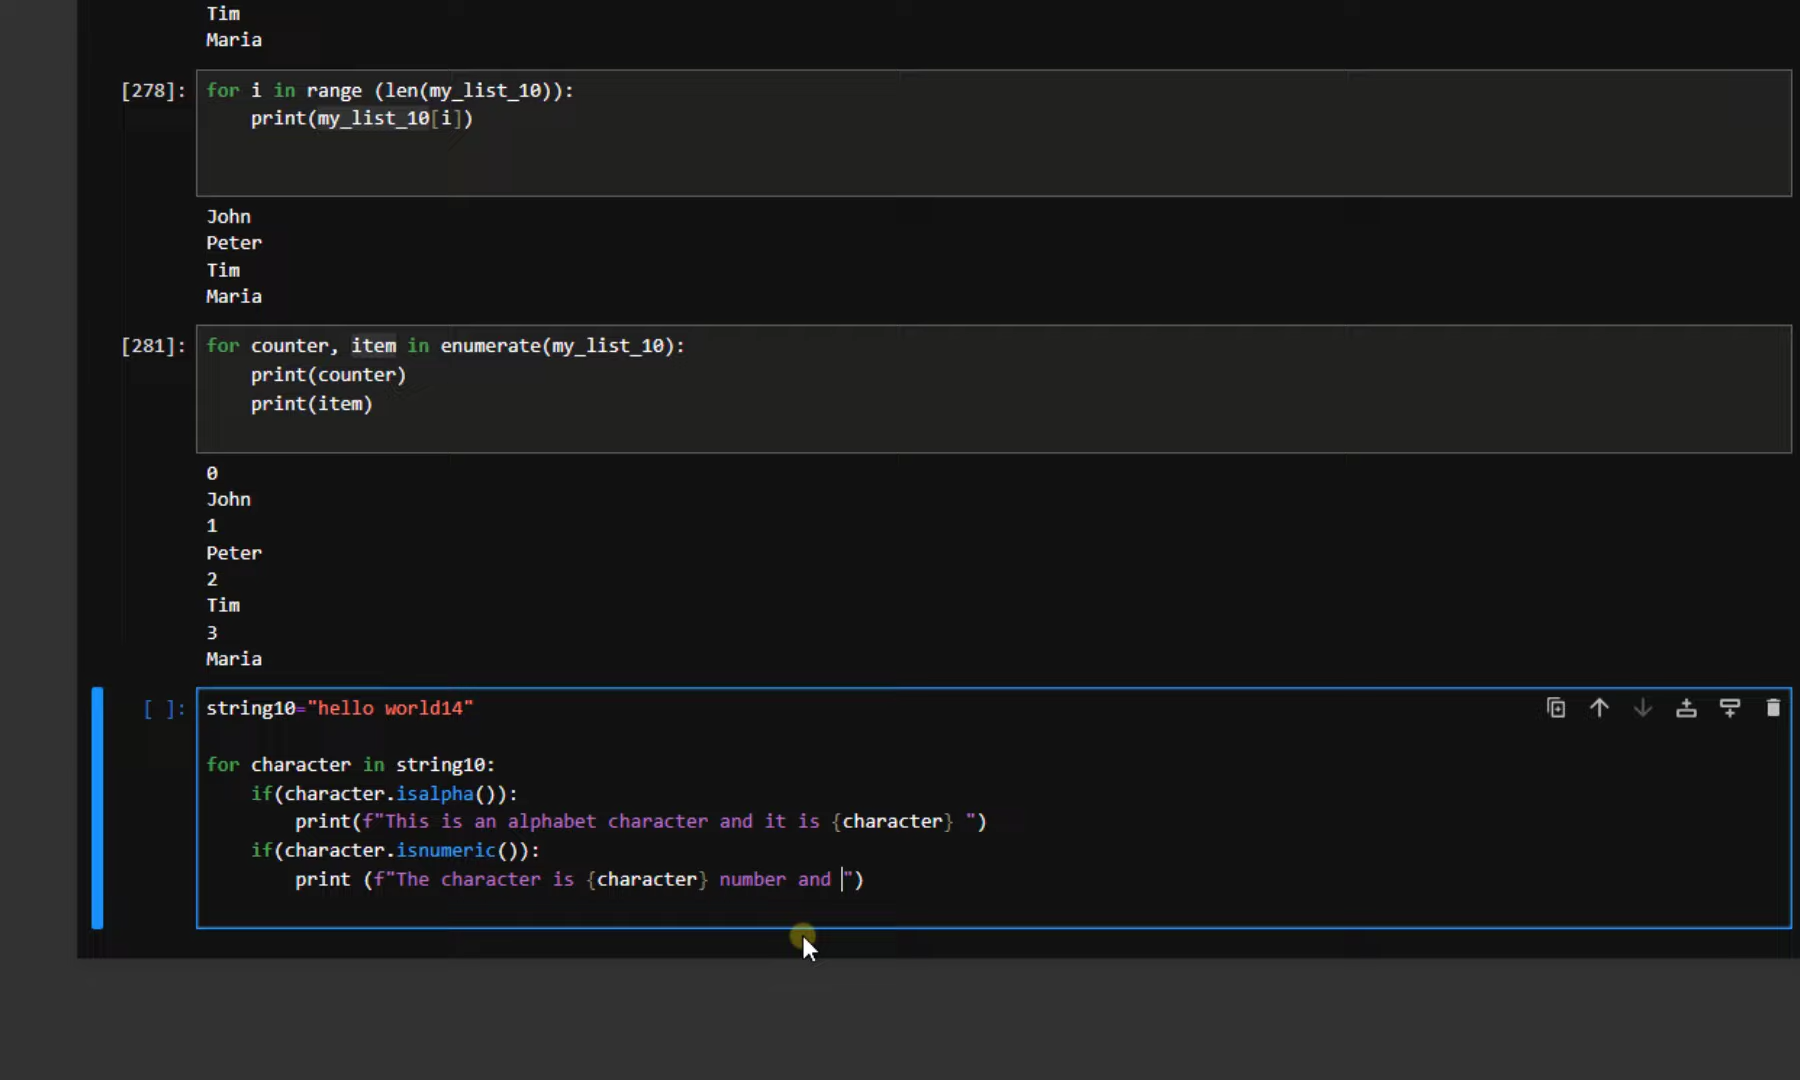 Tim
Maria
[278]: for i in range (len(my_list_10)):
    print(my_list_10[i])
John
Peter
Tim
Maria
[281]: for counter, item in enumerate(my_list_10):
    print(counter)
    print(item)
0
John
1
Peter
2
Tim
3
Maria
[ ]: string10="hello world14"
for character in string10:
    if(character.isalpha()):
        print(f"This is an alphabet character and it is {character} ")
    if(character.isnumeric()):
        print (f"The character is {character} number and ")